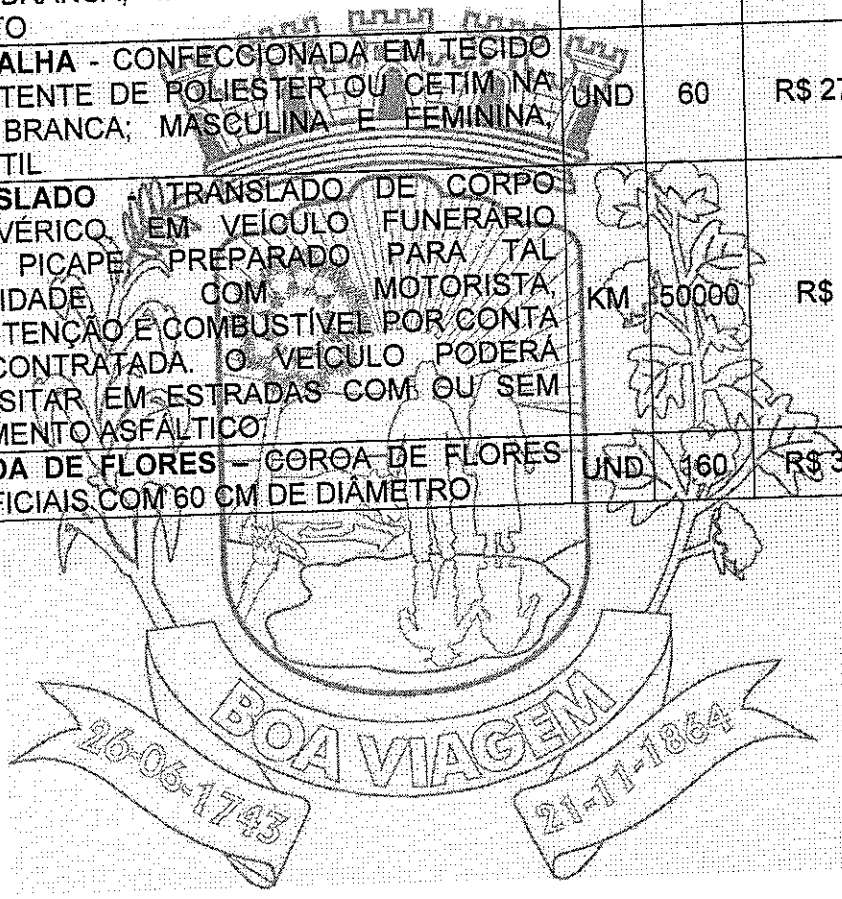 TO
ALHA - CONFECCIONADA EM TECIDO
TENTE DE POLIESTER OU CETIM NA
BRANCA; MASCULINA E FEMININA,
TIL
UND 60 R$ 27
SLADO - TRANSLADO DE CORPO
VÉRICO EM VEÍCULO FUNERÁRIO
PICAPE, PREPARADO PARA TAL
IDADE, COM MOTORISTA,
TENÇÃO E COMBUSTÍVEL POR CONTA
CONTRATADA. O VEÍCULO PODERÁ
SITAR EM ESTRADAS COM OU SEM
MENTO ASFÁLTICO
KM 50000 R$
OA DE FLORES – COROA DE FLORES
FICIAIS COM 60 CM DE DIÂMETRO
UND 160 R$ 3
BOA VIAGEM
26-06-1743
21-11-1864